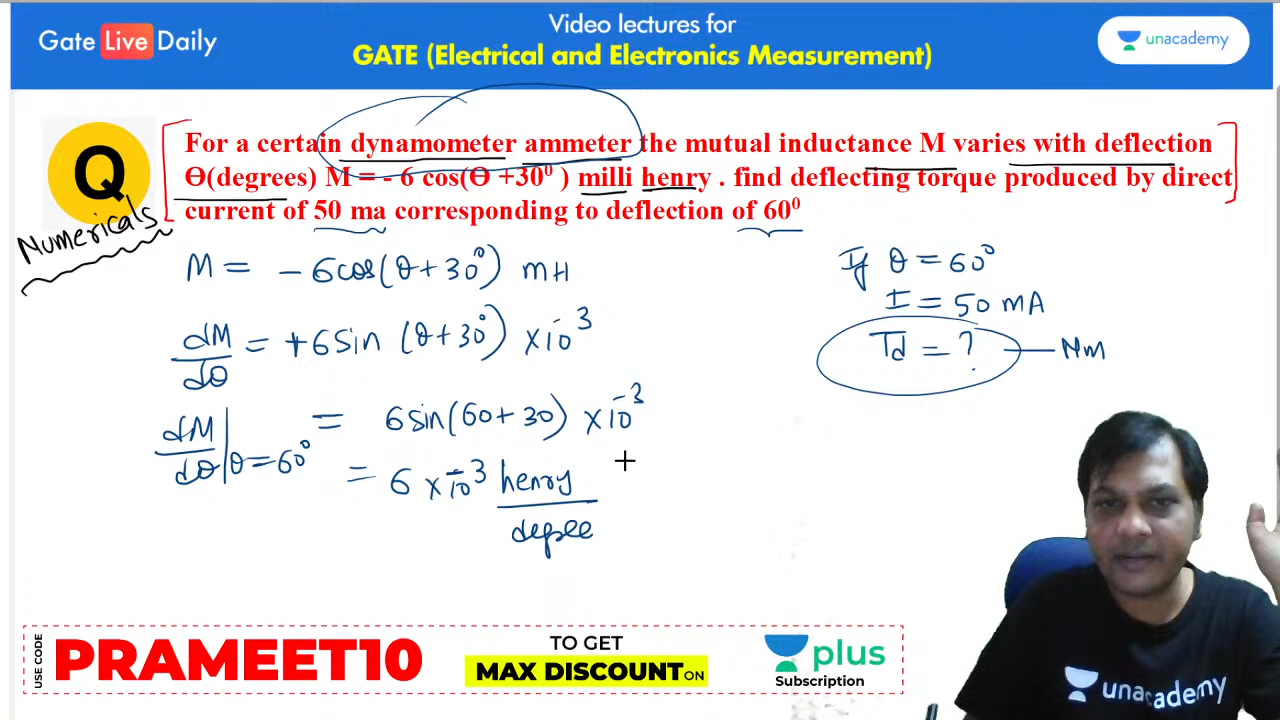 Gate Live Daily
Video lectures for
GATE (Electrical and Electronics Measurement)
unacademy
Q
For a certain dynamometer ammeter the mutual inductance M varies with deflection
ϴ(degrees) M = - 6 cos(ϴ +30⁰ ) milli henry . find deflecting torque produced by direct
current of 50 ma corresponding to deflection of 60⁰
Numericals
M = - 6cos(θ+30°) mH
dM/dθ = +6sin (θ+30°) ×10⁻³
dM/dθ|θ=60° = 6sin(60+30) ×10⁻³
= 6 ×10⁻³ henry/degree
If θ = 60°
I = 50 mA
Td = ? — Nm
USE CODE
PRAMEET10
TO GET
MAX DISCOUNT ON
plus
Subscription
unacademy